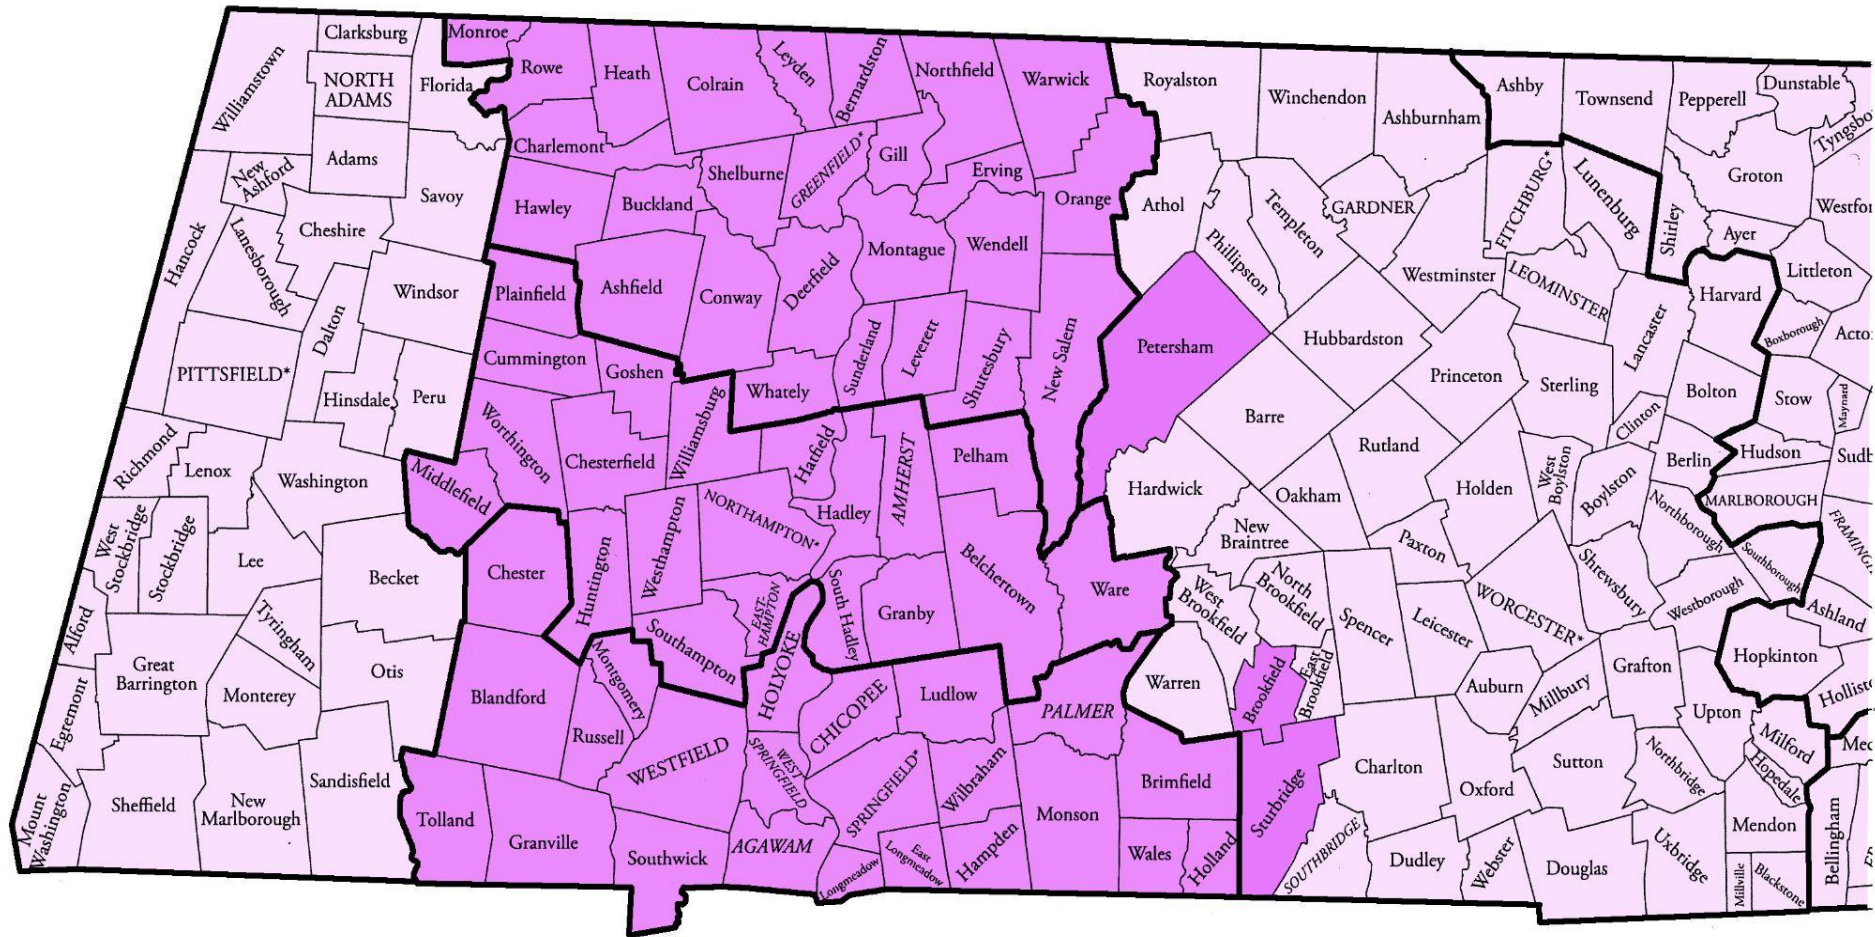 Williamstown
Clarksburg
NORTH
ADAMS
Florida
Monroe
Rowe
Heath
Colrain
Leyden
Bernardston
Northfield
Warwick
Royalston
Winchendon
Ashburnham
Ashby
Townsend
Pepperell
Dunstable
Tyngsbo
Groton
New
Ashford
Adams
Savoy
Charlemont
Hawley
Buckland
Shelburne
GREENFIELD*
Gill
Erving
Orange
Athol
Phillipston
Templeton
GARDNER
Westminster
FITCHBURG*
Lunenburg
Shirley
Ayer
Westfor
Littleton
Hancock
Lanesborough
Cheshire
Dalton
Windsor
Plainfield
Ashfield
Conway
Deerfield
Montague
Wendell
New Salem
Petersham
Hubbardston
LEOMINSTER
Lancaster
Harvard
Boxborough
Acto
PITTSFIELD*
Hinsdale
Peru
Cummington
Goshen
Whately
Sunderland
Leverett
Shutesbury
Barre
Princeton
Sterling
Clinton
Bolton
Stow
Maynard
Richmond
Lenox
Washington
Middlefield
Worthington
Chesterfield
Williamsburg
Hatfield
AMHERST
Pelham
Hardwick
Oakham
Rutland
Holden
West
Boylston
Boylston
Berlin
Hudson
Sudb
MARLBOROUGH
Northborough
Southborough
FRAMINGH
West
Stockbridge
Stockbridge
Lee
Becket
Chester
Huntington
Westhampton
NORTHAMPTON*
Hadley
EAST-
HAMPTON
South Hadley
Granby
Belchertown
Ware
New
Braintree
West
Brookfield
North
Brookfield
Spencer
Paxton
Leicester
WORCESTER*
Shrewsbury
Westborough
Ashland
Hopkinton
Hollisto
Alford
Great
Barrington
Tyringham
Monterey
Otis
Blandford
Montgomery
Southampton
HOLYOKE
CHICOPEE
Ludlow
PALMER
Warren
Brookfield
East
Brookfield
Auburn
Millbury
Grafton
Upton
Milford
Hopedale
Med
Egremont
Mount
Washington
Sheffield
New
Marlborough
Sandisfield
Tolland
Granville
Russell
WESTFIELD
Southwick
WEST
SPRINGFIELD
AGAWAM
SPRINGFIELD*
Longmeadow
East
Longmeadow
Wilbraham
Hampden
Monson
Brimfield
Wales
Holland
Sturbridge
SOUTHBRIDGE
Charlton
Dudley
Oxford
Webster
Sutton
Douglas
Northbridge
Uxbridge
Mendon
Millville
Blackstone
Bellingham